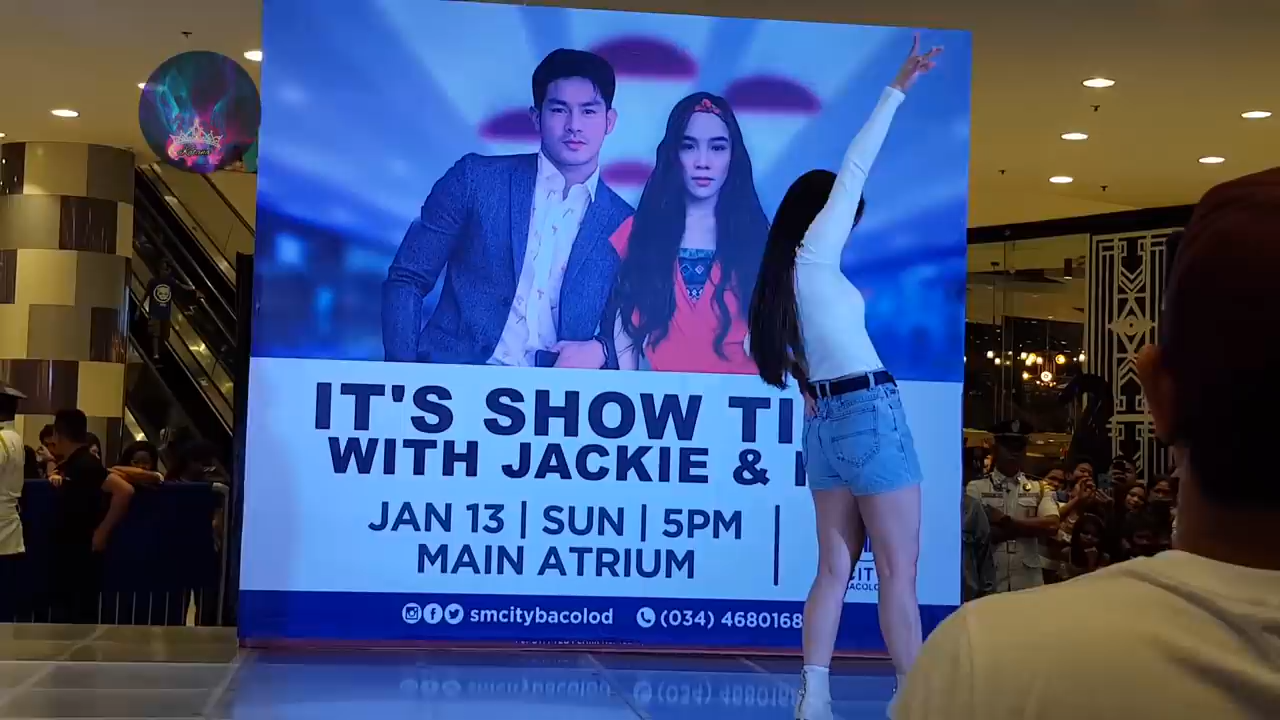 IT'S SHOW TI
WITH JACKIE &
JAN 13 | SUN | 5PM
MAIN ATRIUM
smcitybacolod (034) 4680168